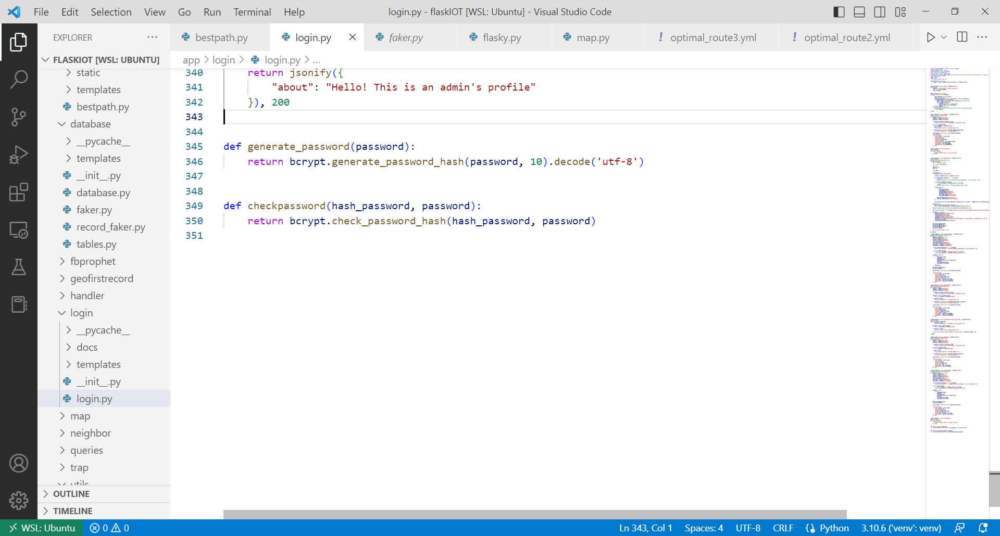 File Edit Selection View Go Run Terminal Help
login.py - flaskIOT [WSL: Ubuntu] - Visual Studio Code
EXPLORER
bestpath.py login.py faker.py flasky.py map.py ! optimal_route3.yml ! optimal_route2.yml
FLASKIOT [WSL: UBUNTU]
app > login > login.py > ...
static
templates
bestpath.py
database
__pycache__
templates
__init__.py
database.py
faker.py
record_faker.py
tables.py
fbprophet
geofirstrecord
handler
login
__pycache__
docs
templates
__init__.py
login.py
map
neighbor
queries
trap
utils
OUTLINE
TIMELINE
340 return jsonify({
341 "about": "Hello! This is an admin's profile"
342 }), 200
343
344
345 def generate_password(password):
346 return bcrypt.generate_password_hash(password, 10).decode('utf-8')
347
348
349 def checkpassword(hash_password, password):
350 return bcrypt.check_password_hash(hash_password, password)
351
WSL: Ubuntu 0 0 Ln 343, Col 1 Spaces: 4 UTF-8 CRLF Python 3.10.6 ('venv': venv)